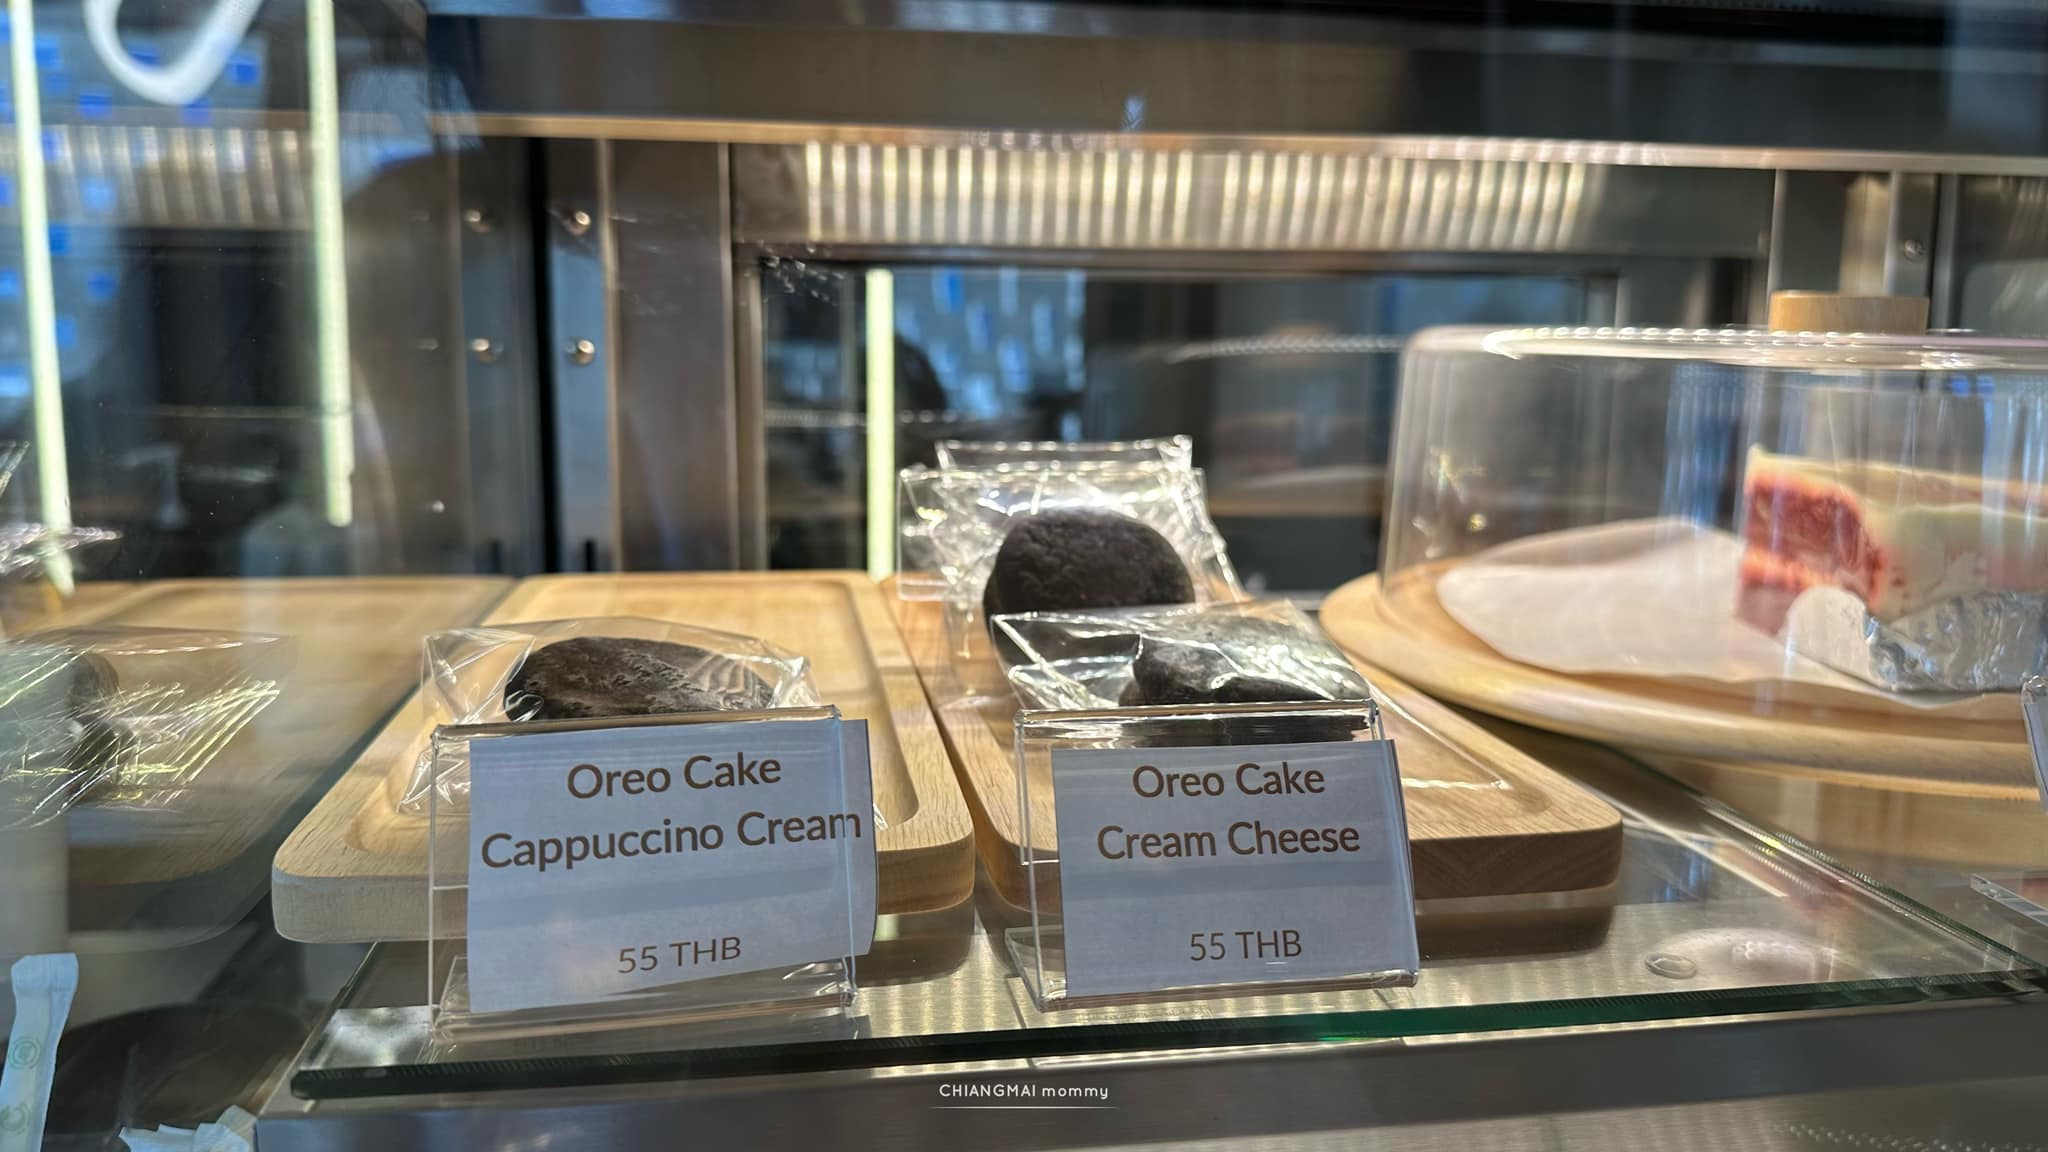 Oreo Cake
Cappuccino Cream
55 THB
Oreo Cake
Cream Cheese
55 THB
CHIANGMAI mommy